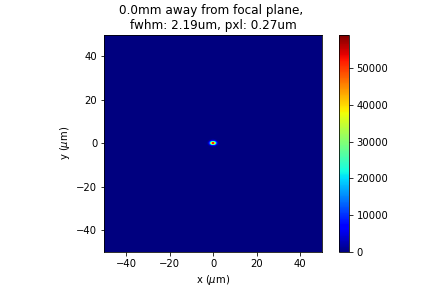 0.0mm away from focal plane,
fwhm: 2.19um, pxl: 0.27um
40
20
0
−20
−40
y (μm)
−40 −20 0 20 40
x (μm)
50000
40000
30000
20000
10000
0